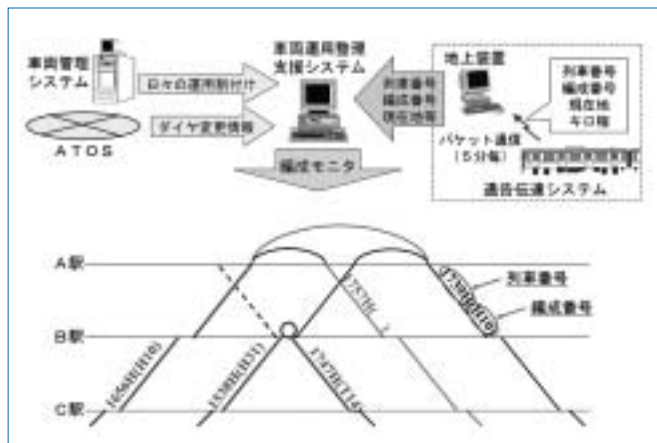 車両管理
システム
日々の運用割付け
ATOS
ダイヤ変更情報
車両運用整理
支援システム
列車番号
編成番号
現在地等
編成モニタ
地上装置
列車番号
編成番号
現在地
キロ程
パケット通信
(5分毎)
通告伝達システム
A駅
列車番号
編成番号
B駅
C駅